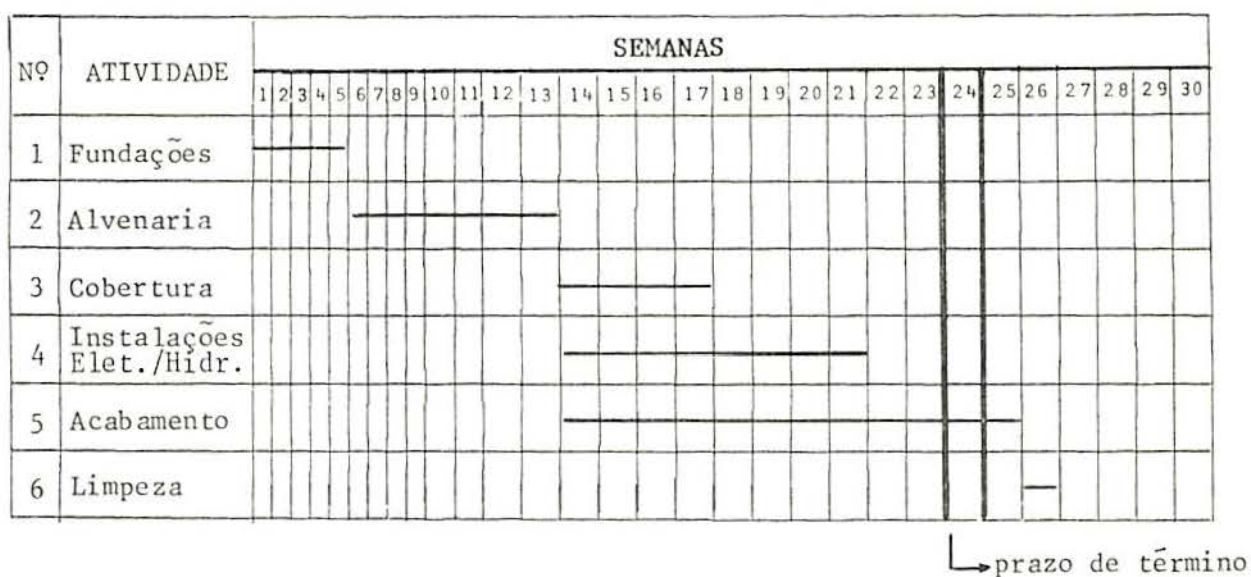 SEMANAS
Nº ATIVIDADE
1 2 3 4 5 6 7 8 9 10 11 12 13 14 15 16 17 18 19 20 21 22 23 24 25 26 27 28 29 30
1 Fundações
2 Alvenaria
3 Cobertura
4 Instalações
Elet./Hidr.
5 Acabamento
6 Limpeza
prazo de término